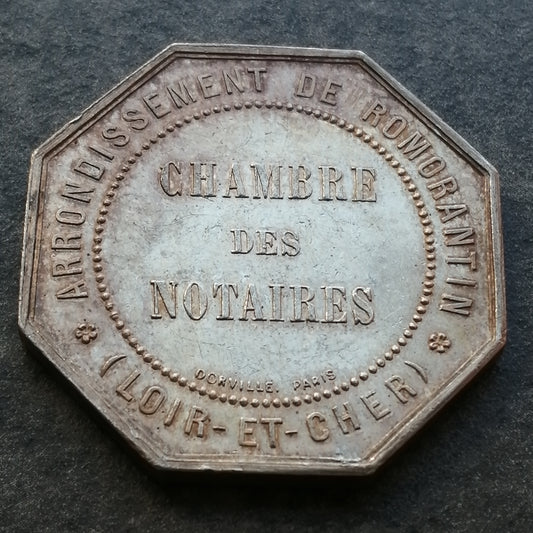 ARRONDISSEMENT DE ROMORANTIN
CHAMBRE
DES
NOTAIRES
DORVILLE. PARIS
(LOIR-ET-CHER)